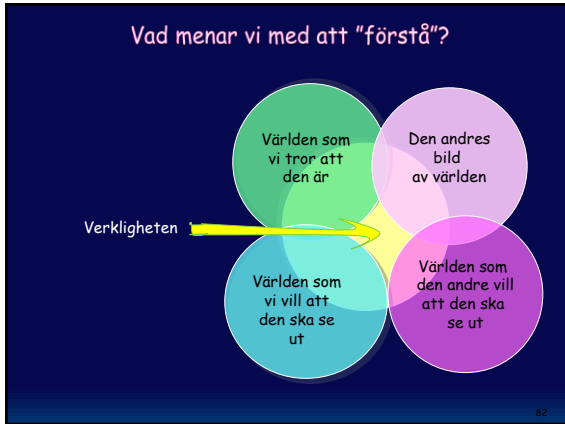 Vad menar vi med att ”förstå”?
Världen som
vi tror att
den är
Den andres
bild
av världen
Verkligheten
Världen som
vi vill att
den ska se
ut
Världen som
den andre vill
att den ska
se ut
82